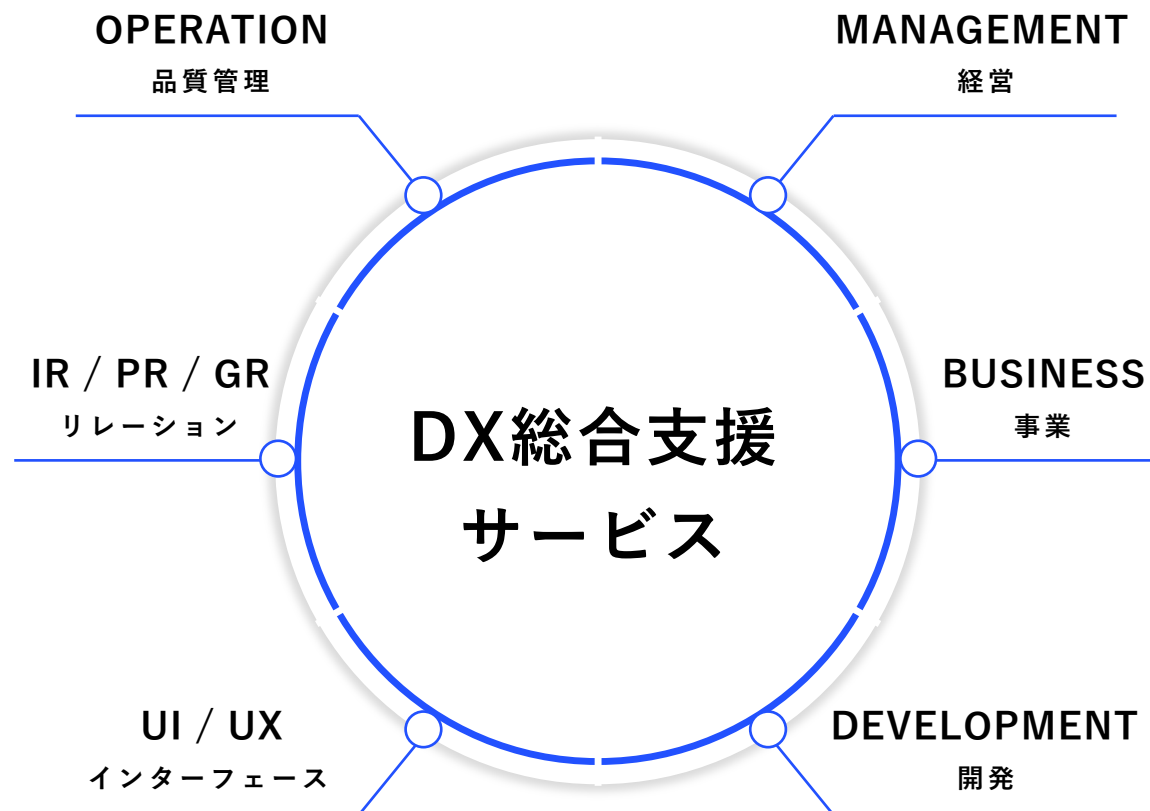 OPERATION
品質管理
MANAGEMENT
経営
IR / PR / GR
リレーション
BUSINESS
事業
DX総合支援
サービス
UI / UX
インターフェース
DEVELOPMENT
開発